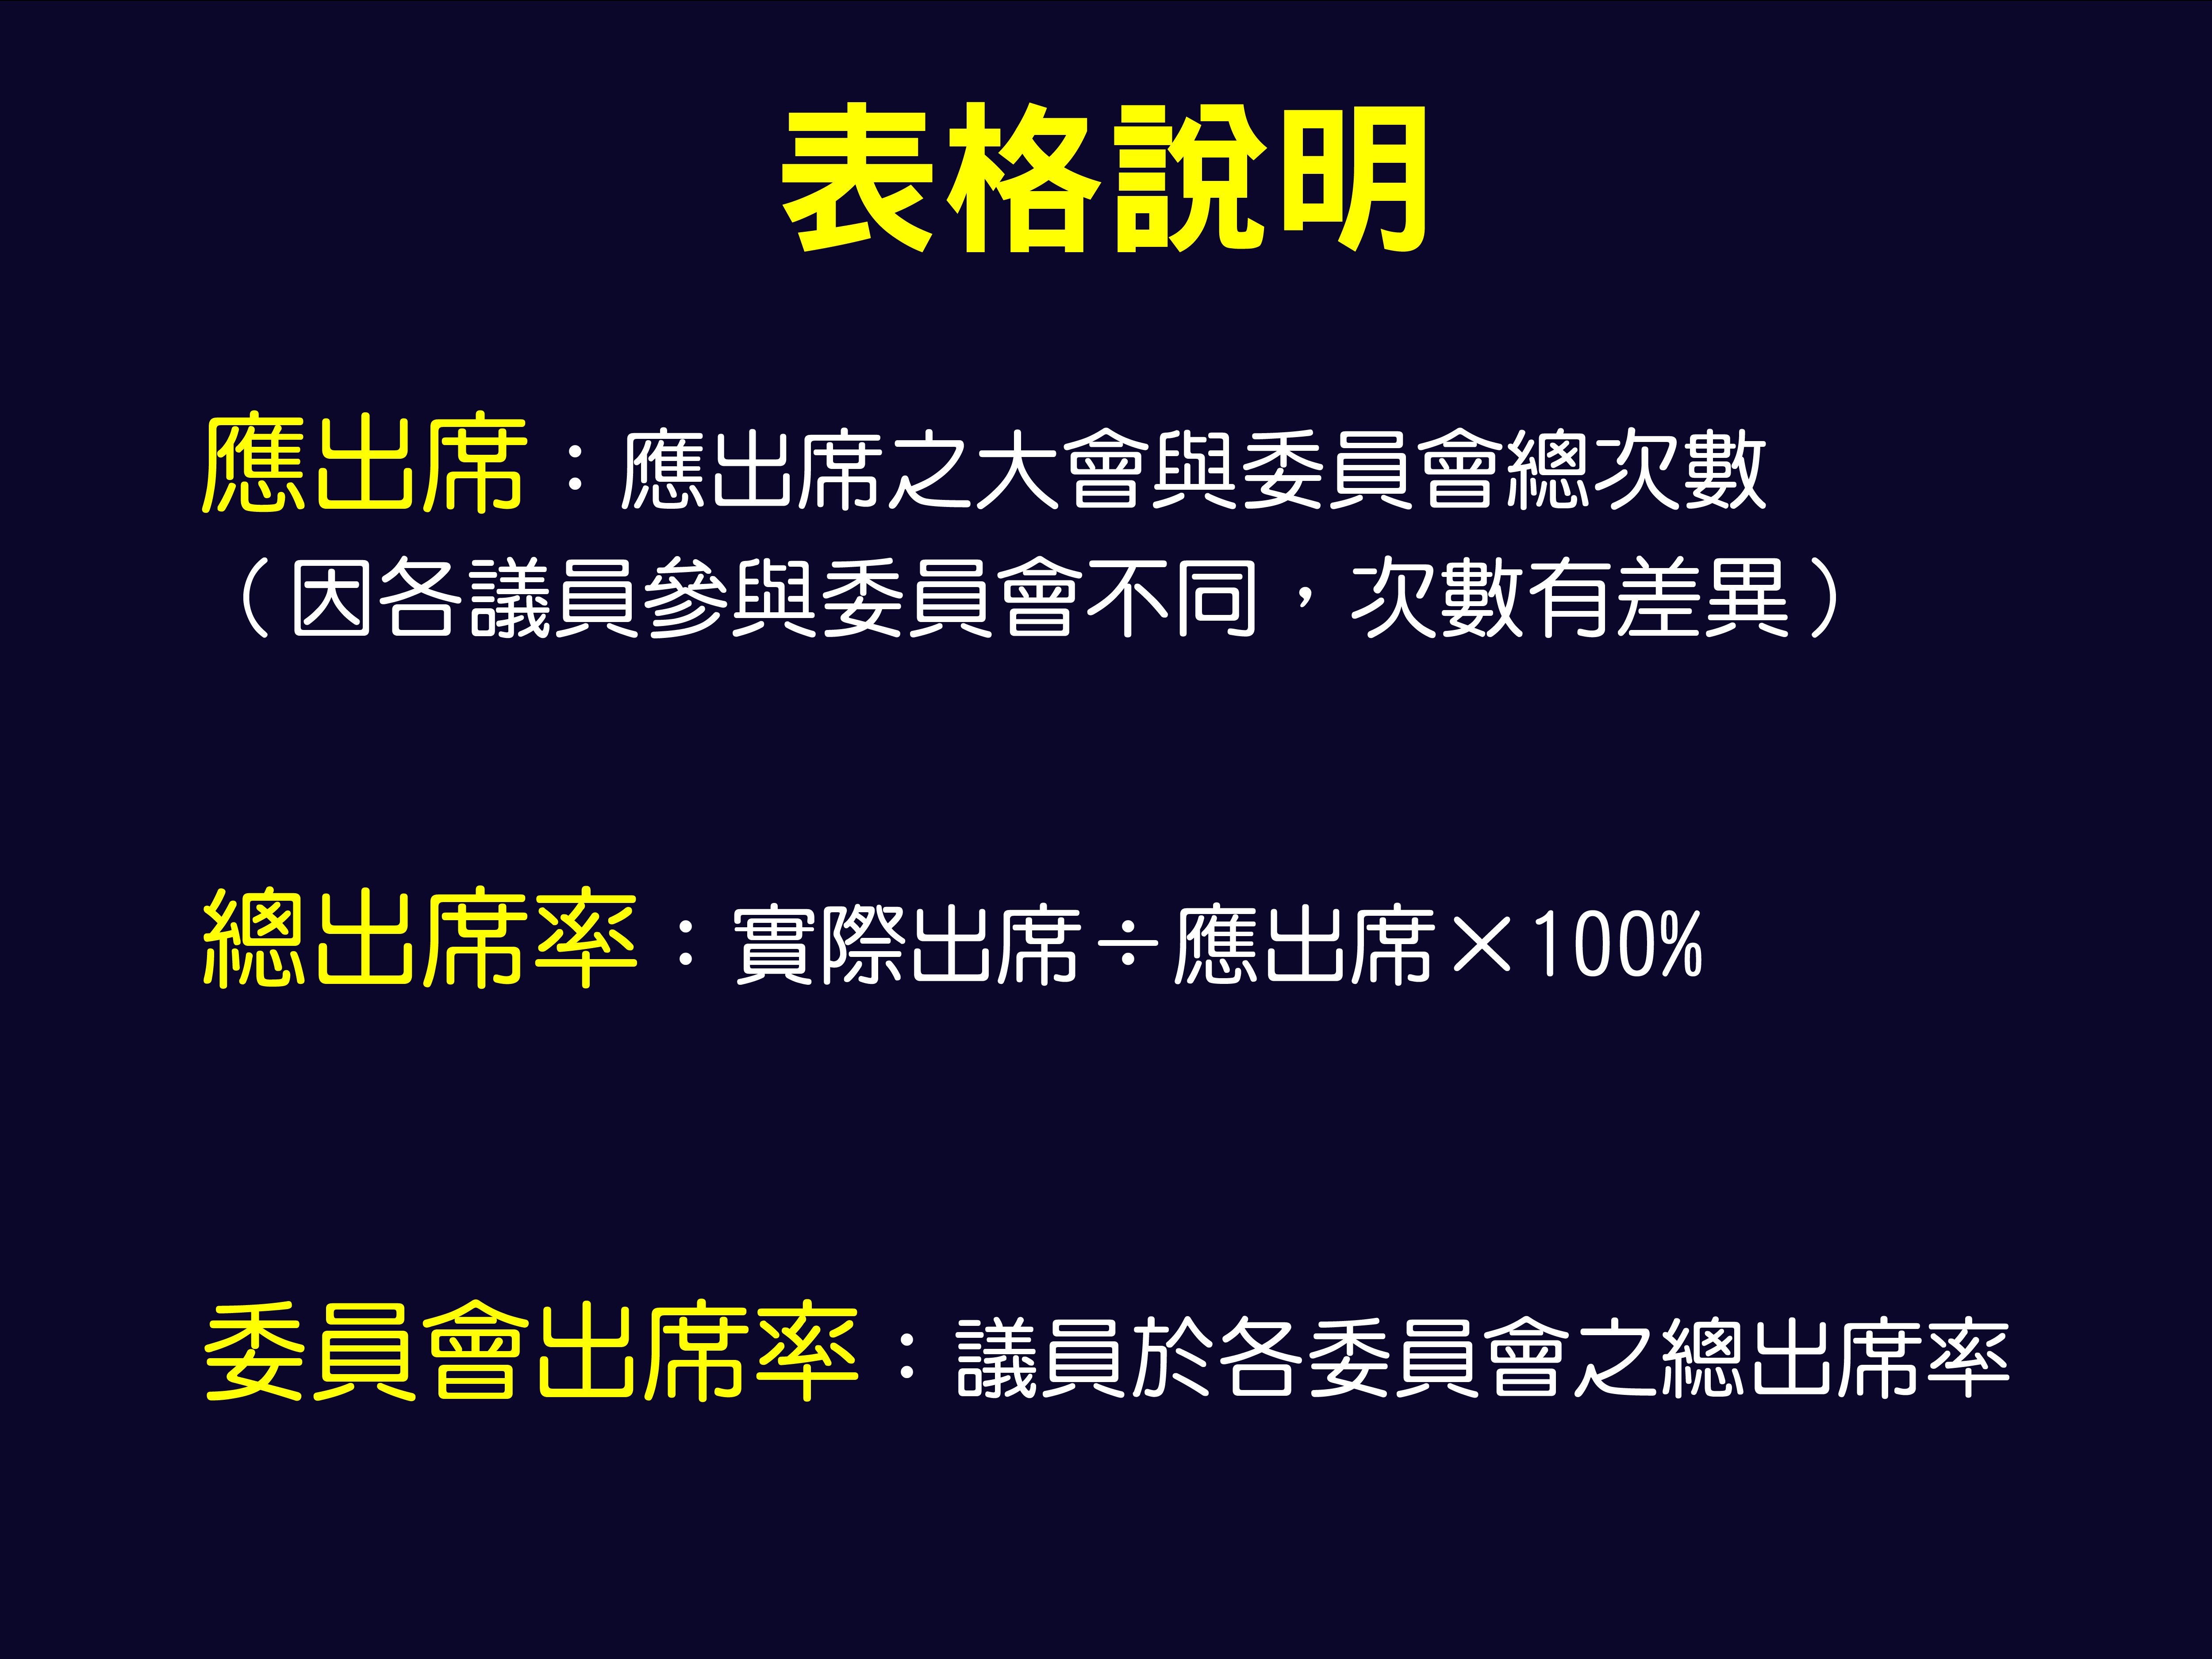 表格說明
應出席：應出席之大會與委員會總次數
（因各議員參與委員會不同，次數有差異）
總出席率：實際出席÷應出席×100%
委員會出席率：議員於各委員會之總出席率